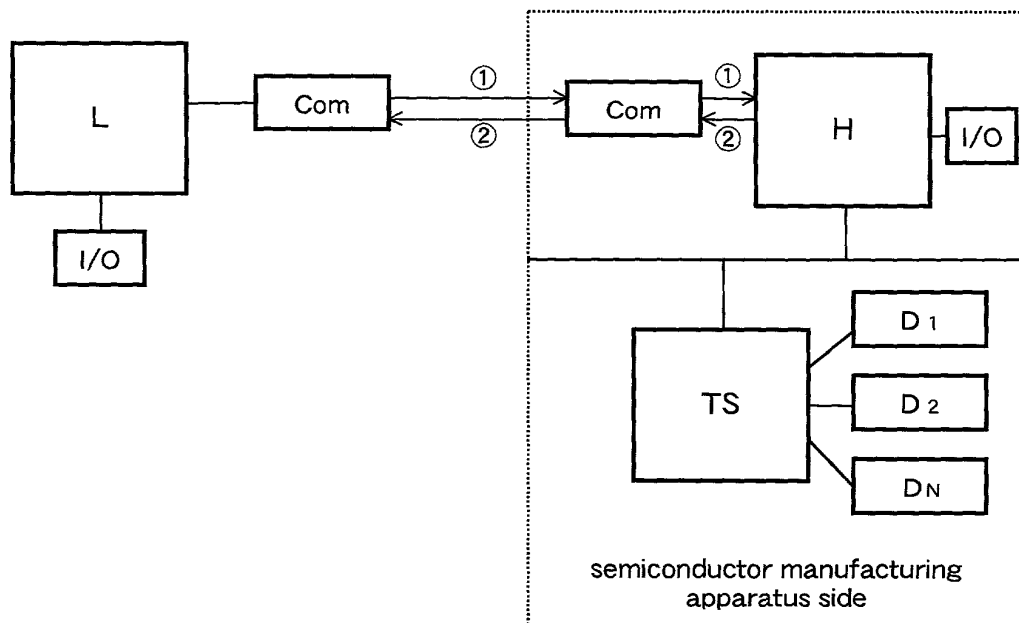 L
Com
①
②
Com
①
②
H
I/O
I/O
TS
D1
D2
DN
semiconductor manufacturing
apparatus side